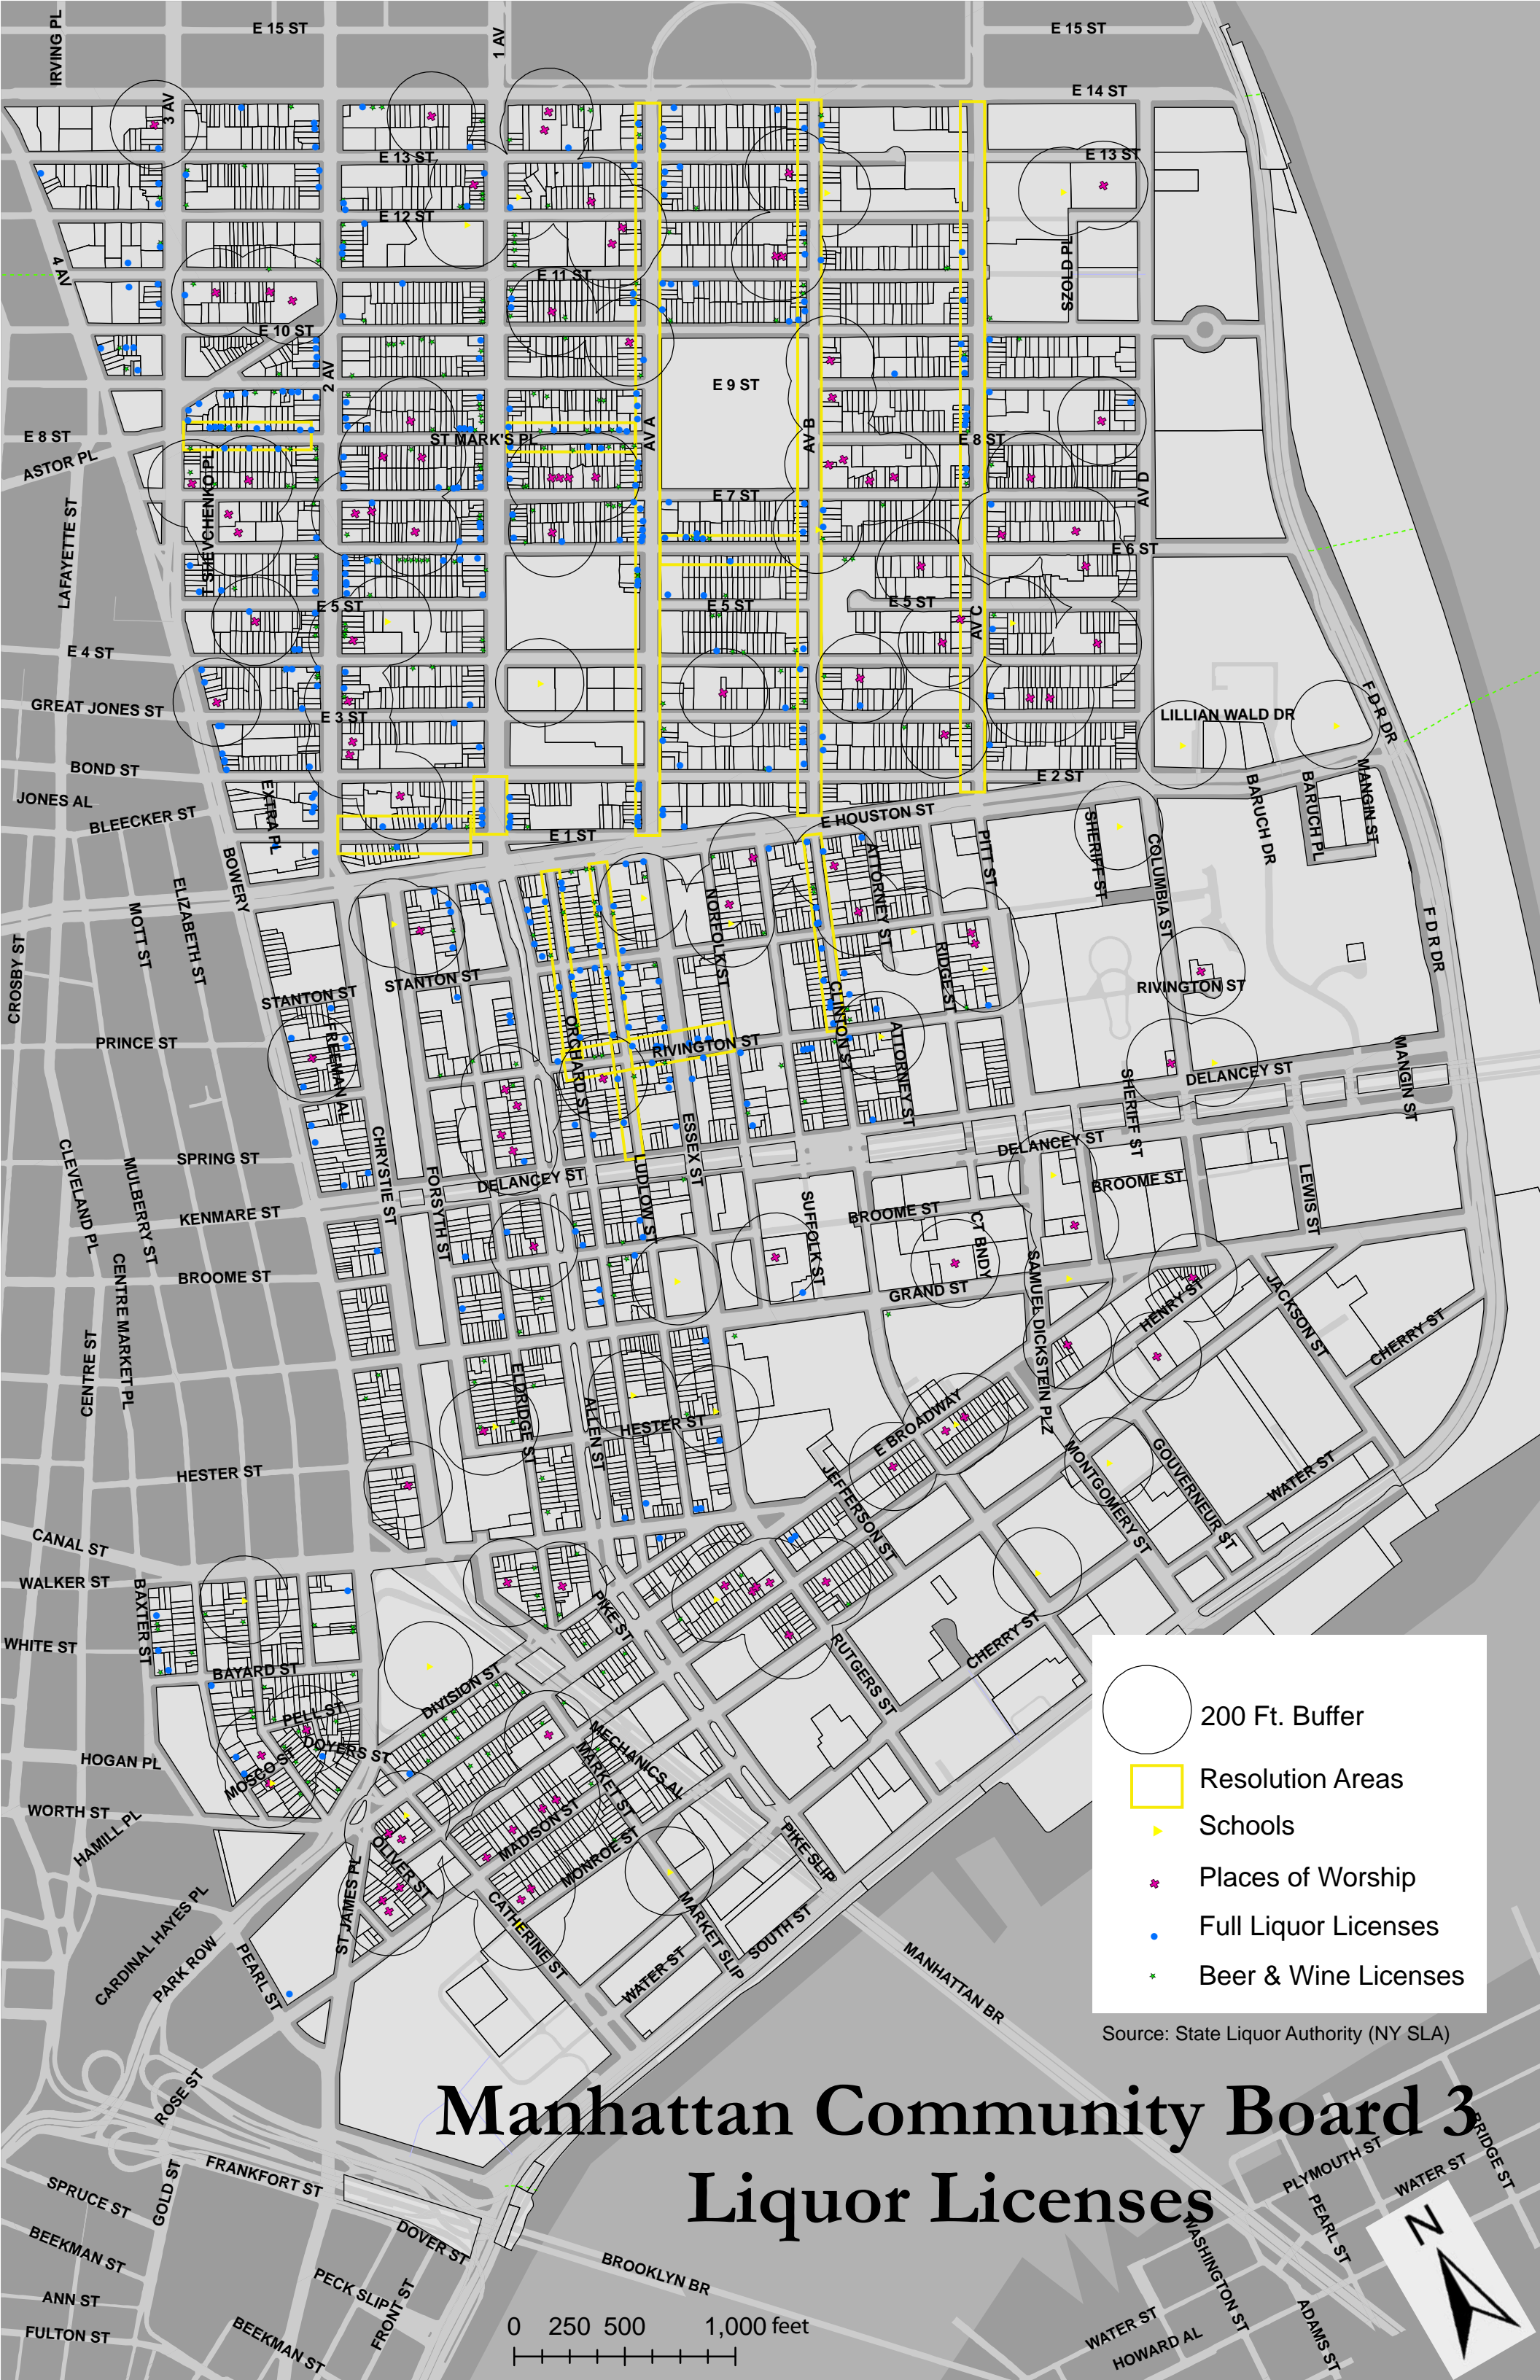 IRVING PL
E 15 ST
1 AV
E 15 ST
3 AV
E 14 ST
E 13 ST
E 13 ST
E 12 ST
4 AV
E 11 ST
SZOLD PL
E 10 ST
2 AV
E 9 ST
AV A
AV B
E 8 ST
ST MARK'S PL
E 8 ST
ASTOR PL
TSHEVCHENKO PL
E 7 ST
AV D
LAFAYETTE ST
E 6 ST
E 5 ST
E 5 ST
E 5 ST
AV C
E 4 ST
GREAT JONES ST
E 3 ST
LILLIAN WALD DR
F D R DR
BOND ST
E 2 ST
JONES AL
BLEECKER ST
EXTRA PL
E 1 ST
E HOUSTON ST
BARUCH DR
BARUCH PL
MANGIN ST
BOWERY
SHERIFF ST
COLUMBIA ST
PITT ST
ATTORNEY ST
NORFOLK ST
MOTT ST
ELIZABETH ST
CROSBY ST
STANTON ST
STANTON ST
RIDGE ST
F D R DR
RIVINGTON ST
PRINCE ST
FREEMAN AL
ORCHARD ST
RIVINGTON ST
CLINTON ST
ATTORNEY ST
DELANCEY ST
MANGIN ST
SHERIFF ST
CLEVELAND PL
MULBERRY ST
SPRING ST
CHRYSTIE ST
FORSYTH ST
DELANCEY ST
LUDLOW ST
ESSEX ST
DELANCEY ST
BROOME ST
LEWIS ST
KENMARE ST
SUFFOLK ST
BROOME ST
CT BNDY
BROOME ST
CENTRE MARKET PL
GRAND ST
SAMUEL DICKSTEIN PLZ
HENRY ST
JACKSON ST
CHERRY ST
CENTRE ST
ELDRIDGE ST
ALLEN ST
HESTER ST
E BROADWAY
HESTER ST
JEFFERSON ST
MONTGOMERY ST
GOUVERNEUR ST
WATER ST
CANAL ST
WALKER ST
BAXTER ST
PIKE ST
WHITE ST
BAYARD ST
DIVISION ST
RUTGERS ST
CHERRY ST
PELL ST
DOYERS ST
MOSCO ST
HOGAN PL
MECHANICS AL
MARKET ST
WORTH ST
HAMILL PL
MADISON ST
MONROE ST
PIKE SLIP
OLIVER ST
ST JAMES PL
CATHERINE ST
MARKET SLIP
SOUTH ST
WATER ST
CARDINAL HAYES PL
PARK ROW
PEARL ST
MANHATTAN BR
200 Ft. Buffer
Resolution Areas
Schools
Places of Worship
Full Liquor Licenses
Beer & Wine Licenses
Source: State Liquor Authority (NY SLA)
Manhattan Community Board 3
Liquor Licenses
ROSE ST
FRANKFORT ST
GOLD ST
SPRUCE ST
BEEKMAN ST
DOVER ST
PECK SLIP
FRONT ST
ANN ST
FULTON ST
BEEKMAN ST
BROOKLYN BR
0 250 500 1,000 feet
BRIDGE ST
PLYMOUTH ST
WATER ST
PEARL ST
WASHINGTON ST
WATER ST
HOWARD AL
ADAMS ST
N